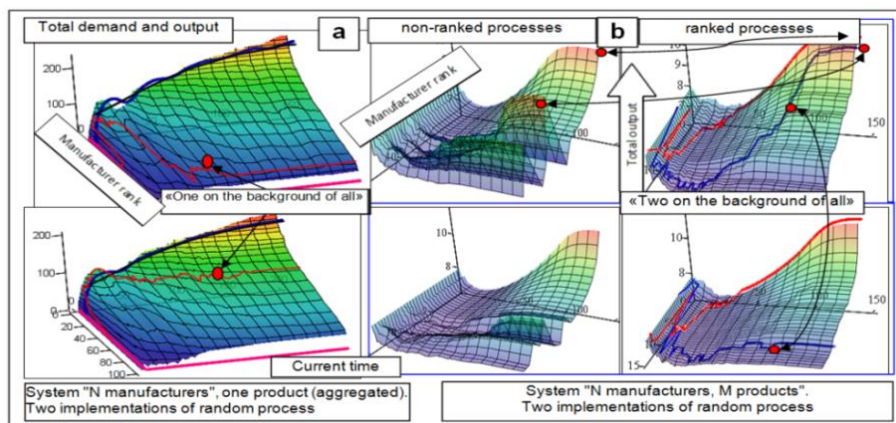 Total demand and output
a
non-ranked processes
b
ranked processes
200
100
0
Manufacturer rank
«One on the background of all»
Manufacturer rank
100
Total output
10
9
8
150
«Two on the background of all»
200
100
0
0
20
40
60
80
100
10
8
100
Current time
10
8
150
15
System "N manufacturers", one product (aggregated).
Two implementations of random process
System "N manufacturers, M products".
Two implementations of random process